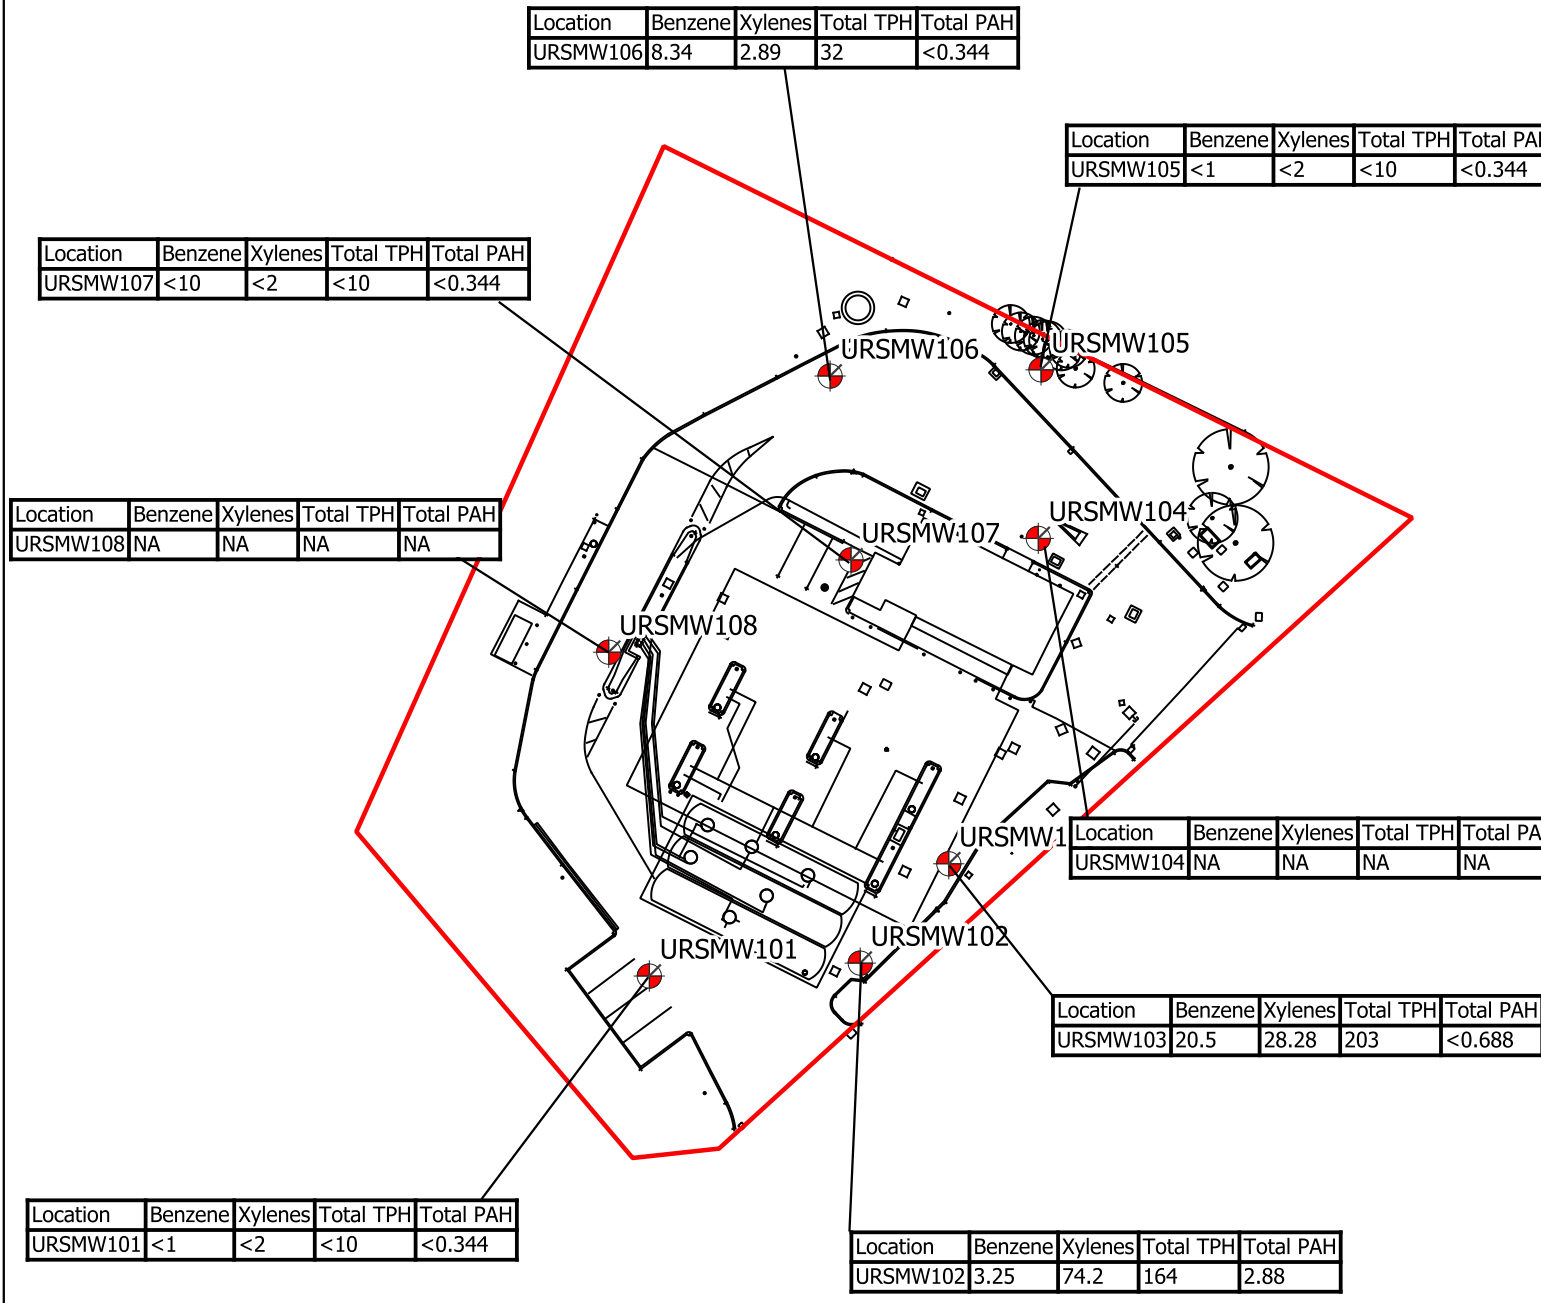 Location Benzene Xylenes Total TPH Total PAH
URSMW106 8.34 2.89 32 <0.344
Location Benzene Xylenes Total TPH
URSMW105 <1 <2 <10 <0.344
Location Benzene Xylenes Total TPH Total PAH
URSMW107 <10 <2 <10 <0.344
URSMW106
URSMW105
Location Benzene Xylenes Total TPH Total PAH
URSMW108 NA NA NA NA
URSMW104
URSMW107
URSMW108
Location Benzene Xylenes Total TPH Total PA
URSMW104 NA NA NA NA
URSMW1
URSMW102
URSMW101
Location Benzene Xylenes Total TPH Total PAH
URSMW103 20.5 28.28 203 <0.688
Location Benzene Xylenes Total TPH Total PAH
URSMW101 <1 <2 <10 <0.344
Location Benzene Xylenes Total TPH Total PAH
URSMW102 3.25 74.2 164 2.88